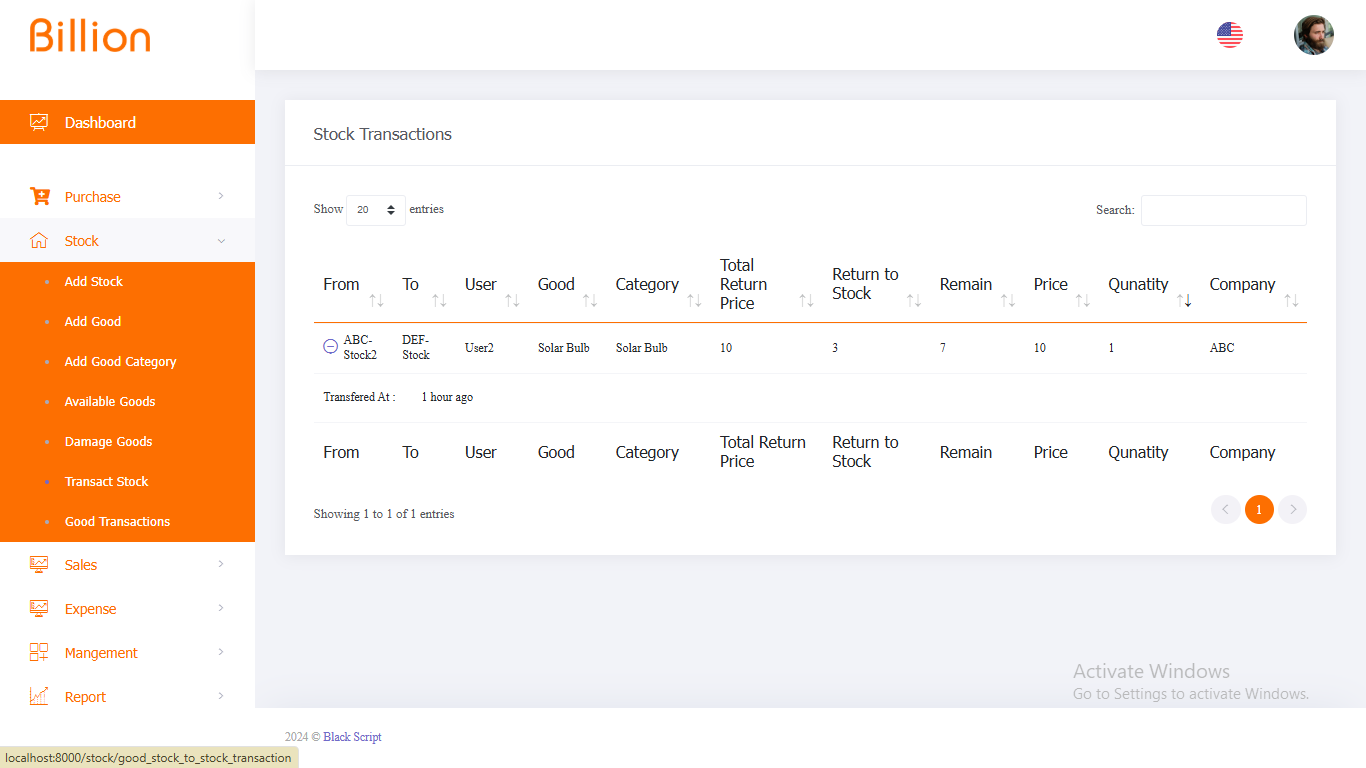 Billion
Dashboard
Purchase
Stock
Add Stock
Add Good
Add Good Category
Available Goods
Damage Goods
Transact Stock
Good Transactions
Sales
Expense
Mangement
Report
Stock Transactions
Show 20 entries
Search:
From To User Good Category Total Return Price Return to Stock Remain Price Qunatity Company
ABC-Stock2 DEF-Stock User2 Solar Bulb Solar Bulb 10 3 7 10 1 ABC
Transfered At : 1 hour ago
From To User Good Category Total Return Price Return to Stock Remain Price Qunatity Company
Showing 1 to 1 of 1 entries
1
Activate Windows
Go to Settings to activate Windows.
2024 © Black Script
localhost:8000/stock/good_stock_to_stock_transaction